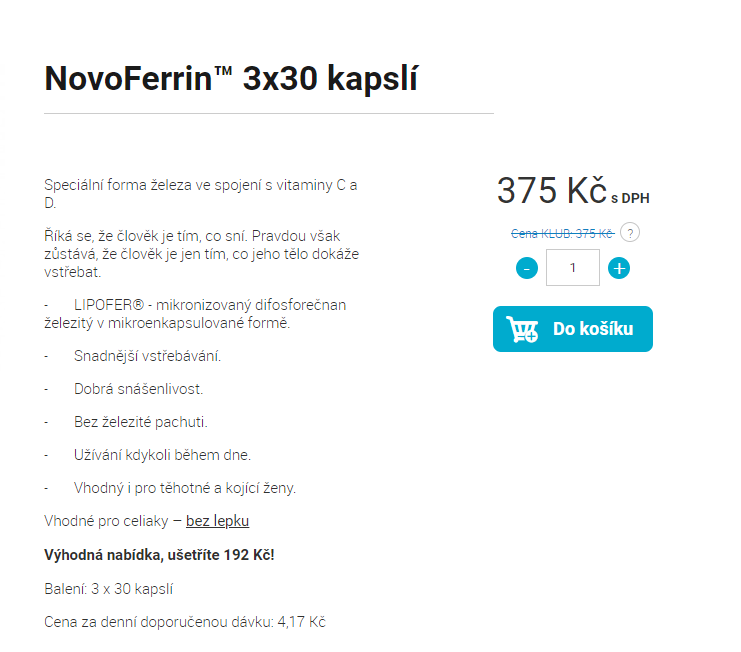 NovoFerrin™ 3x30 kapslí
Speciální forma železa ve spojení s vitaminy C a
D.
Říká se, že člověk je tím, co sní. Pravdou však
zůstává, že člověk je jen tím, co jeho tělo dokáže
vstřebat.
- LIPOFER® - mikronizovaný difosforečnan
železitý v mikroenkapsulované formě.
- Snadnější vstřebávání.
- Dobrá snášenlivost.
- Bez železité pachuti.
- Užívání kdykoli během dne.
- Vhodný i pro těhotné a kojící ženy.
Vhodné pro celiaky – bez lepku
Výhodná nabídka, ušetříte 192 Kč!
Balení: 3 x 30 kapslí
Cena za denní doporučenou dávku: 4,17 Kč
375 Kč s DPH
Cena KLUB: 375 Kč ?
- 1 +
Do košíku